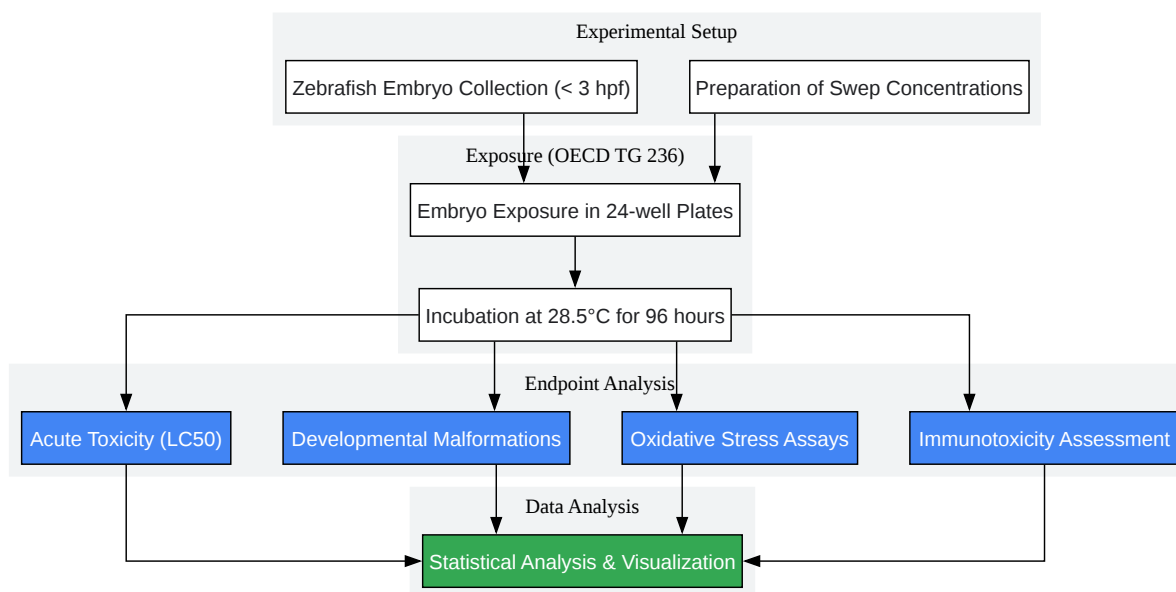 Experimental Setup
Zebrafish Embryo Collection (< 3 hpf)
Preparation of Swep Concentrations
Exposure (OECD TG 236)
Embryo Exposure in 24-well Plates
Incubation at 28.5°C for 96 hours
Endpoint Analysis
Acute Toxicity (LC50)
Developmental Malformations
Oxidative Stress Assays
Immunotoxicity Assessment
Data Analysis
Statistical Analysis & Visualization